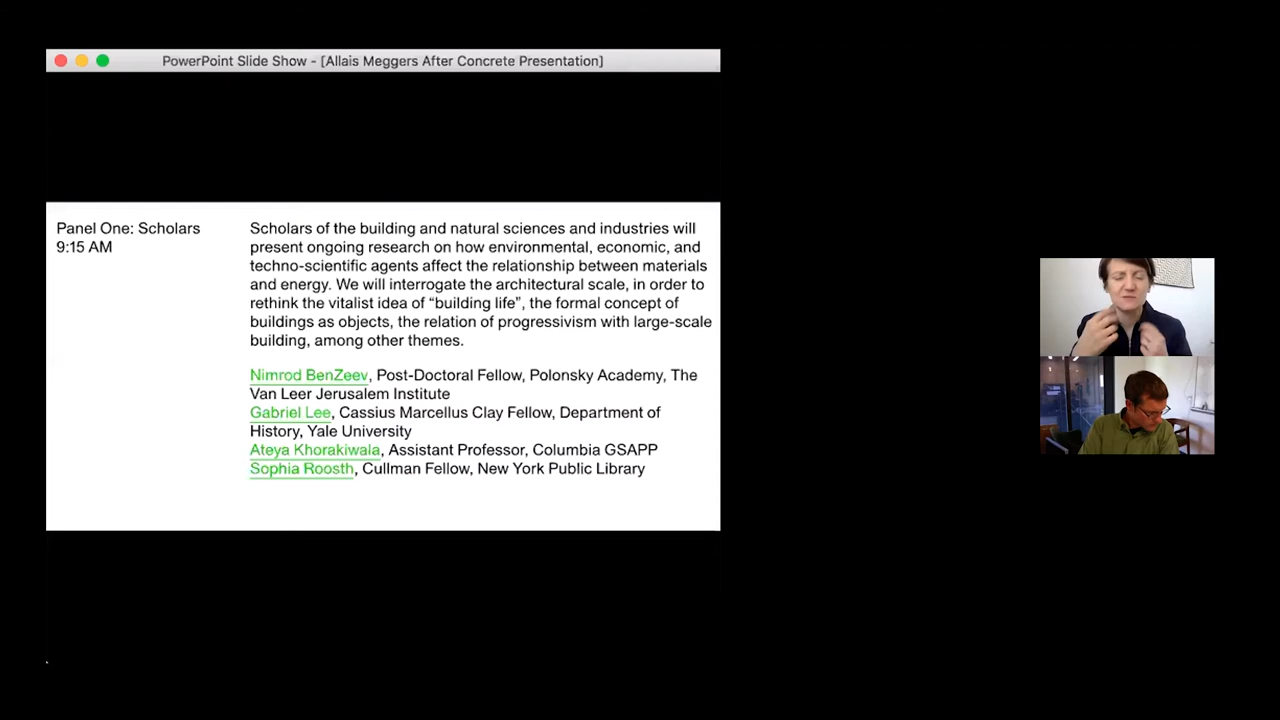 PowerPoint Slide Show - [Allais Meggers After Concrete Presentation]
Panel One: Scholars
9:15 AM
Scholars of the building and natural sciences and industries will
present ongoing research on how environmental, economic, and
techno-scientific agents affect the relationship between materials
and energy. We will interrogate the architectural scale, in order to
rethink the vitalist idea of “building life”, the formal concept of
buildings as objects, the relation of progressivism with large-scale
building, among other themes.
Nimrod BenZeev, Post-Doctoral Fellow, Polonsky Academy, The
Van Leer Jerusalem Institute
Gabriel Lee, Cassius Marcellus Clay Fellow, Department of
History, Yale University
Ateya Khorakiwala, Assistant Professor, Columbia GSAPP
Sophia Roosth, Cullman Fellow, New York Public Library